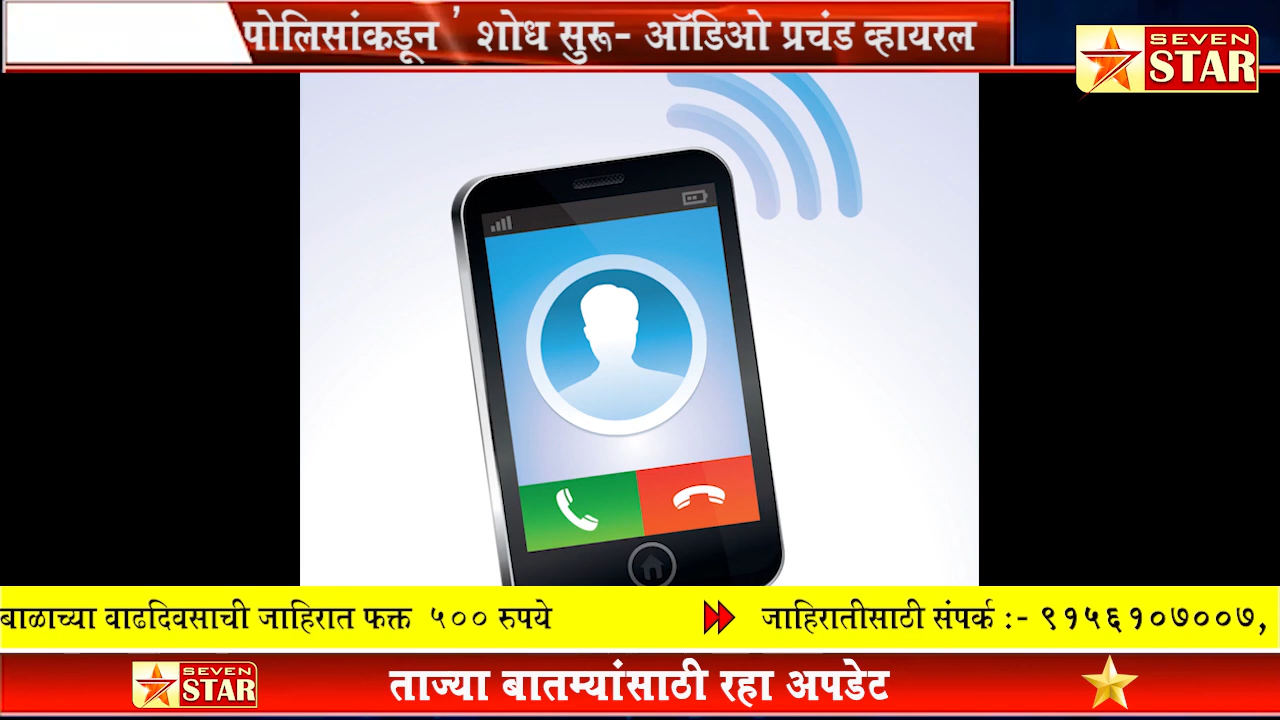 पोलिसांकडून ’ शोध सुरू- ऑडिओ प्रचंड व्हायरल
SEVEN
STAR
बाळाच्या वाढदिवसाची जाहिरात फक्त ५०० रुपये
जाहिरातीसाटी संपर्क :- ९१५६१०७००७,
SEVEN
STAR
ताज्या बातम्यांसाठी रहा अपडेट